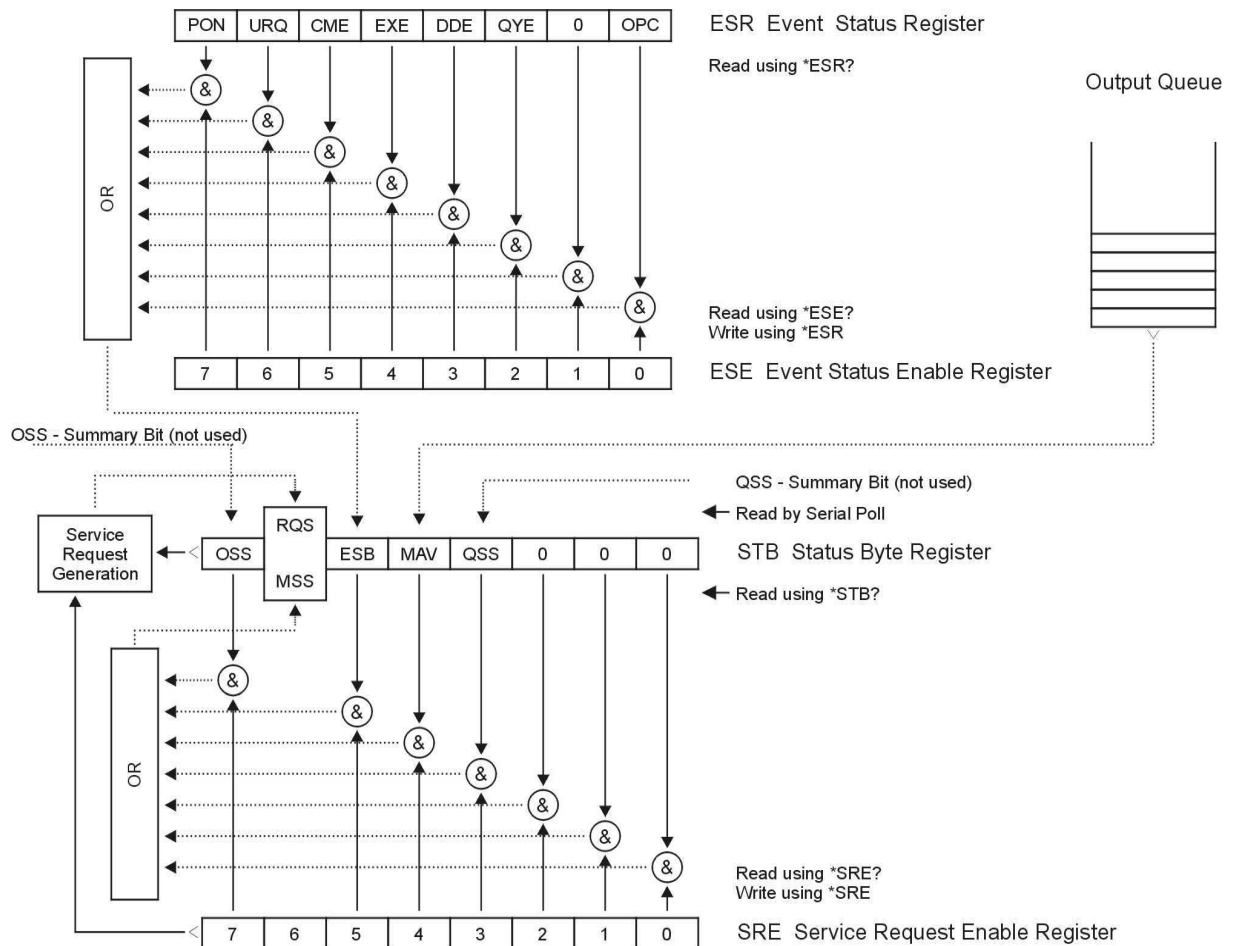 PON URQ CME EXE DDE QYE 0 OPC
ESR Event Status Register
Read using *ESR?
Output Queue
OR
&
&
&
&
&
&
&
&
Read using *ESE?
Write using *ESR
7 6 5 4 3 2 1 0
ESE Event Status Enable Register
OSS - Summary Bit (not used)
QSS - Summary Bit (not used)
Read by Serial Poll
Service
Request
Generation
OSS
RQS
MSS
ESB MAV QSS 0 0 0
STB Status Byte Register
Read using *STB?
OR
&
&
&
&
&
&
&
Read using *SRE?
Write using *SRE
7 6 5 4 3 2 1 0
SRE Service Request Enable Register